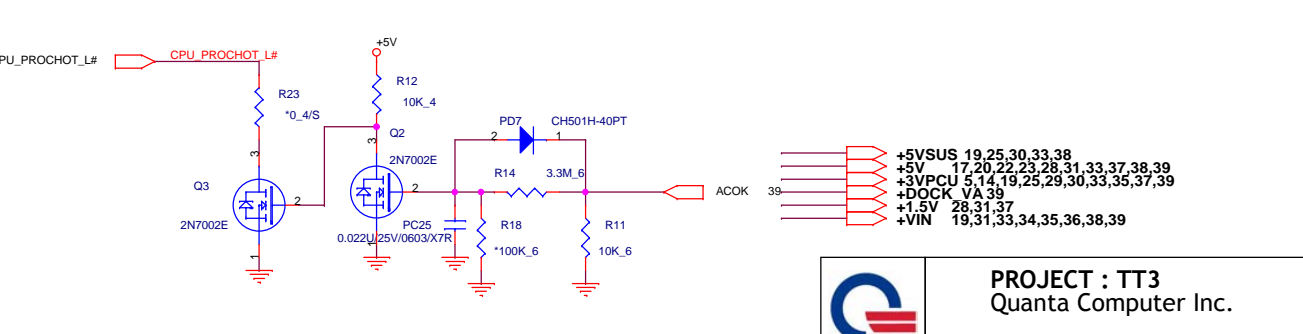 +5V
PU_PROCHOT_L#
CPU_PROCHOT_L#
R12
10K_4
R23
*0_4/S
3
3
Q2
2N7002E
PD7
CH501H-40PT
2
1
R14
3.3M_6
Q3
2N7002E
2
2
1
1
PC25
0.022U/25V/0603/X7R
R18
*100K_6
R11
10K_6
ACOK
39
+5VSUS 19,25,30,33,38
+5V 17,20,22,23,28,31,33,37,38,39
+3VPCU 5,14,19,25,29,30,33,35,37,39
+DOCK_VA 39
+1.5V 28,31,37
+VIN 19,31,33,34,35,36,38,39
PROJECT : TT3
Quanta Computer Inc.